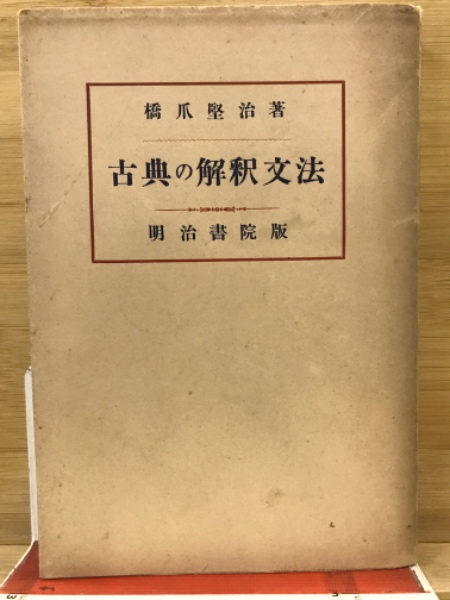 橋爪堅治著
古典の解釈文法
明治書院版